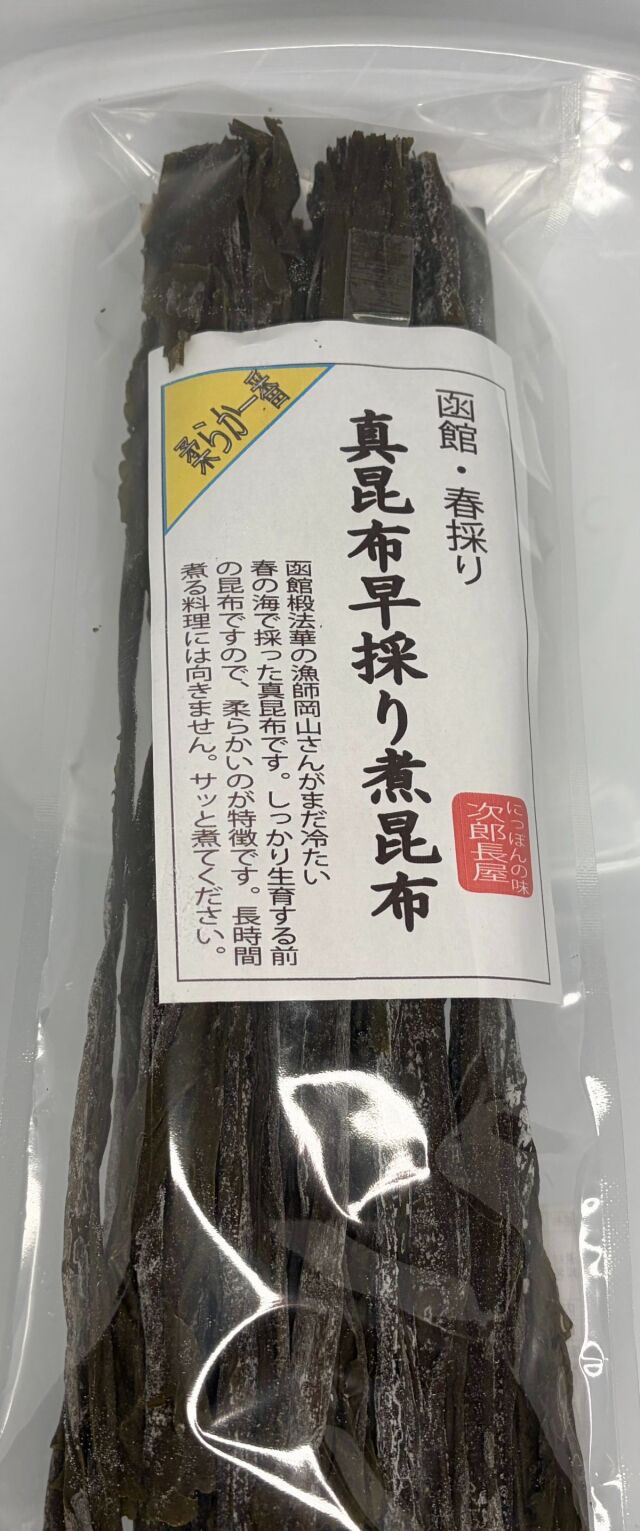 柔らか一番
函館・春採り
真昆布早採り煮昆布
にっぽんの味
次郎長屋
函館椴法華の漁師岡山さんがまだ冷たい
春の海で採った真昆布です。しっかり生育する前
の昆布ですので、柔らかいのが特徴です。長時間
煮る料理には向きません。サッと煮てください。